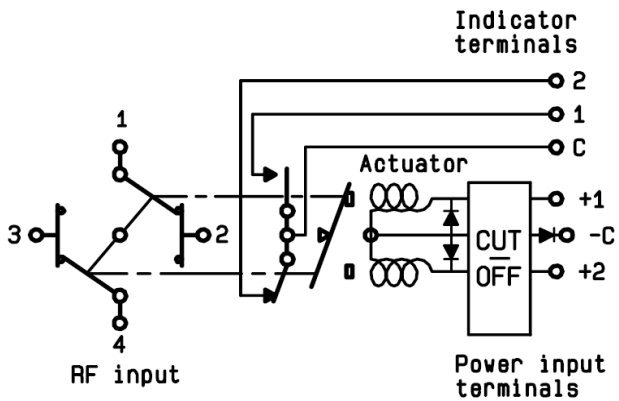 Indicator
terminals
2
1
C
1
Actuator
3
2
+1
CUT
OFF
-C
+2
4
RF input
Power input
terminals